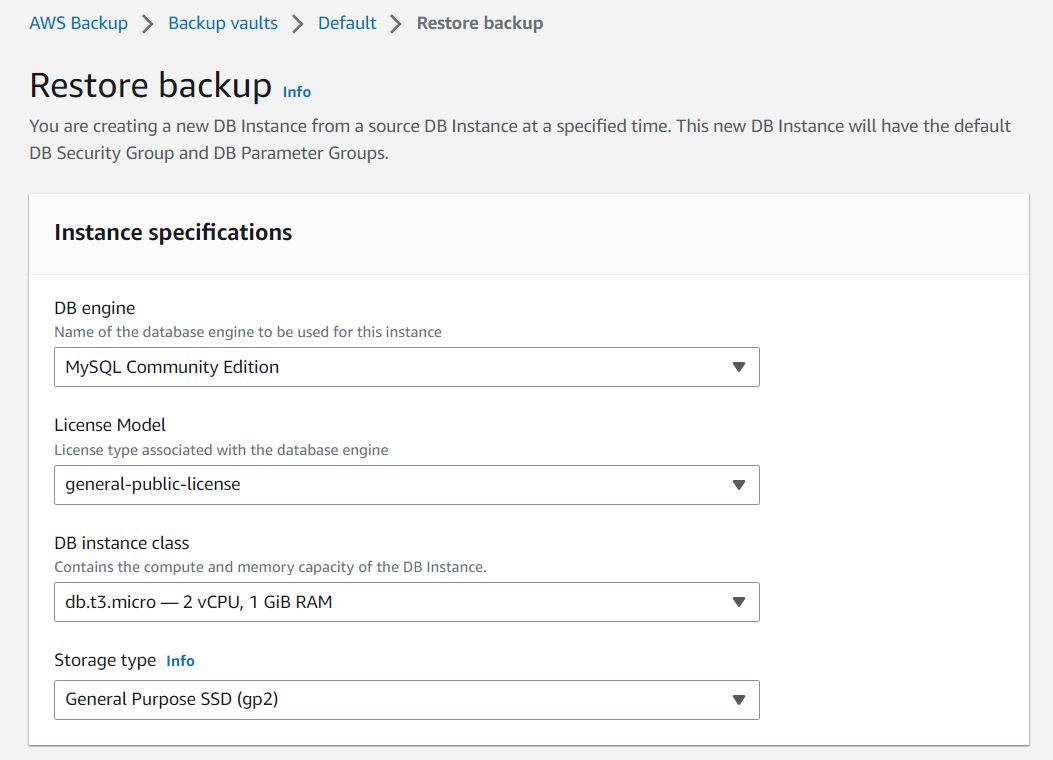 AWS Backup > Backup vaults > Default > Restore backup
Restore backup Info
You are creating a new DB Instance from a source DB Instance at a specified time. This new DB Instance will have the default
DB Security Group and DB Parameter Groups.
Instance specifications
DB engine
Name of the database engine to be used for this instance
MySQL Community Edition
License Model
License type associated with the database engine
general-public-license
DB instance class
Contains the compute and memory capacity of the DB Instance.
db.t3.micro — 2 vCPU, 1 GiB RAM
Storage type Info
General Purpose SSD (gp2)